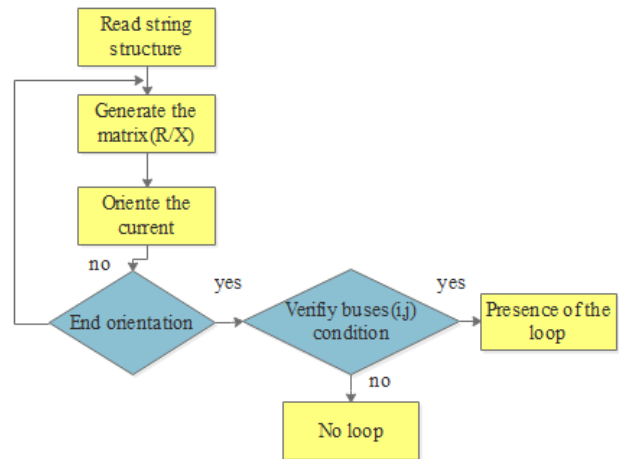 Read string
structure
Generate the
matrix(R/X)
Oriente the
current
no
End orientation
yes
Verifiy buses(i,j)
condition
yes
Presence of the
loop
no
No loop